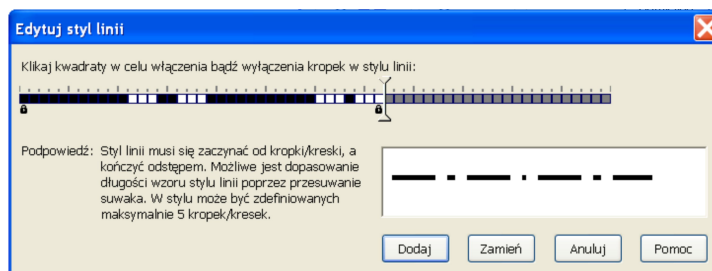 Edytuj styl linii
Klikaj kwadraty w celu włączenia bądź wyłączenia kropek w stylu linii:
Podpowiedź: Styl linii musi się zaczynać od kropki/kreski, a
kończyć odstępem. Możliwe jest dopasowanie
długości wzoru stylu linii poprzez przesuwanie
suwaka. W stylu może być zdefiniowanych
maksymalnie 5 kropek/kresek.
Dodaj Zamień Anuluj Pomoc